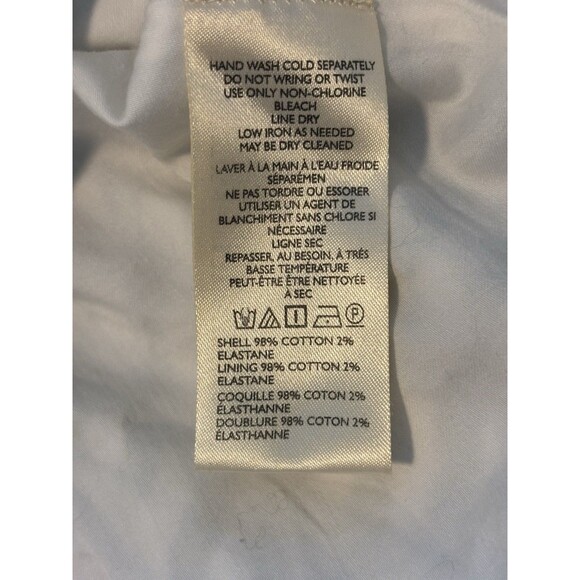 HAND WASH COLD SEPARATELY
DO NOT WRING OR TWIST
USE ONLY NON-CHLORINE
BLEACH
LINE DRY
LOW IRON AS NEEDED
MAY BE DRY CLEANED
LAVER À LA MAIN À L'EAU FROIDE
SÉPARÉMEN
NE PAS TORDRE OU ESSORER
UTILISER UN AGENT DE
BLANCHIMENT SANS CHLORE SI
NÉCESSAIRE
LIGNE SEC
REPASSER, AU BESOIN, À TRÉS
BASSE TEMPÉRATURE
PEUT-ÊTRE ÊTRE NETTOYÉE
À SEC
P
SHELL 98% COTTON 2%
ELASTANE
LINING 98% COTTON 2%
ELASTANE
COQUILLE 98% COTON 2%
ÉLASTHANNE
DOUBLURE 98% COTON 2%
ÉLASTHANNE